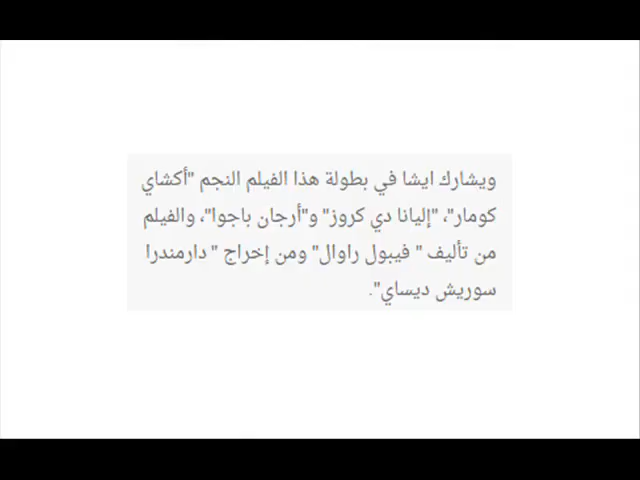 ويشارك ايشا في بطولة هذا الفيلم النجم "أكشاي
كومار"، "إليانا دي كروز" و"أرجان باجوا"، والفيلم
من تأليف " فيبول راوال" ومن إخراج " دارمندرا
سوريش ديساي".